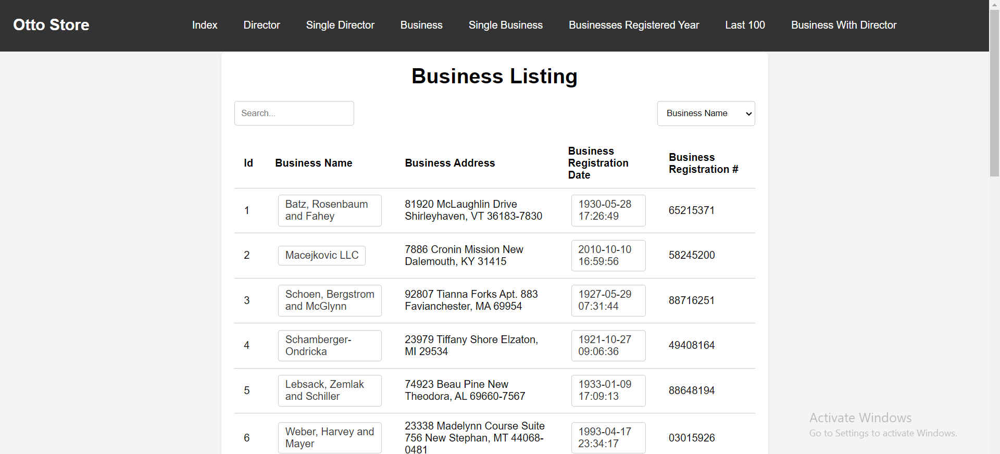 Otto Store Index Director Single Director Business Single Business Businesses Registered Year Last 100 Business With Director
Business Listing
Search... Business Name
Id Business Name Business Address Business Registration Date Business Registration #
1 Batz, Rosenbaum and Fahey 81920 McLaughlin Drive Shirleyhaven, VT 36183-7830 1930-05-28 17:26:49 65215371
2 Macejkovic LLC 7886 Cronin Mission New Dalemouth, KY 31415 2010-10-10 16:59:56 58245200
3 Schoen, Bergstrom and McGlynn 92807 Tianna Forks Apt. 883 Favianchester, MA 69954 1927-05-29 07:31:44 88716251
4 Schamberger-Ondricka 23979 Tiffany Shore Elzaton, MI 29534 1921-10-27 09:06:36 49408164
5 Lebsack, Zemlak and Schiller 74923 Beau Pine New Theodora, AL 69660-7567 1933-01-09 17:09:13 88648194
6 Weber, Harvey and Mayer 23338 Madelynn Course Suite 756 New Stephan, MT 44068-0481 1993-04-17 23:34:17 03015926
Activate Windows
Go to Settings to activate Windows.